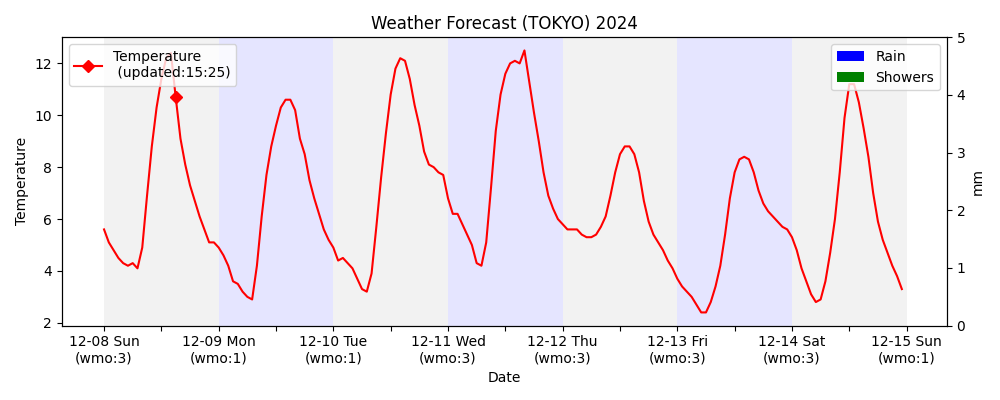 Weather Forecast (TOKYO) 2024
Temperature
(updated:15:25)
Rain
Showers
Temperature
12
10
8
6
4
2
5
4
3
2
1
0
mm
12-08 Sun
(wmo:3)
12-09 Mon
(wmo:1)
12-10 Tue
(wmo:1)
12-11 Wed
(wmo:3)
12-12 Thu
(wmo:3)
12-13 Fri
(wmo:3)
12-14 Sat
(wmo:3)
12-15 Sun
(wmo:1)
Date